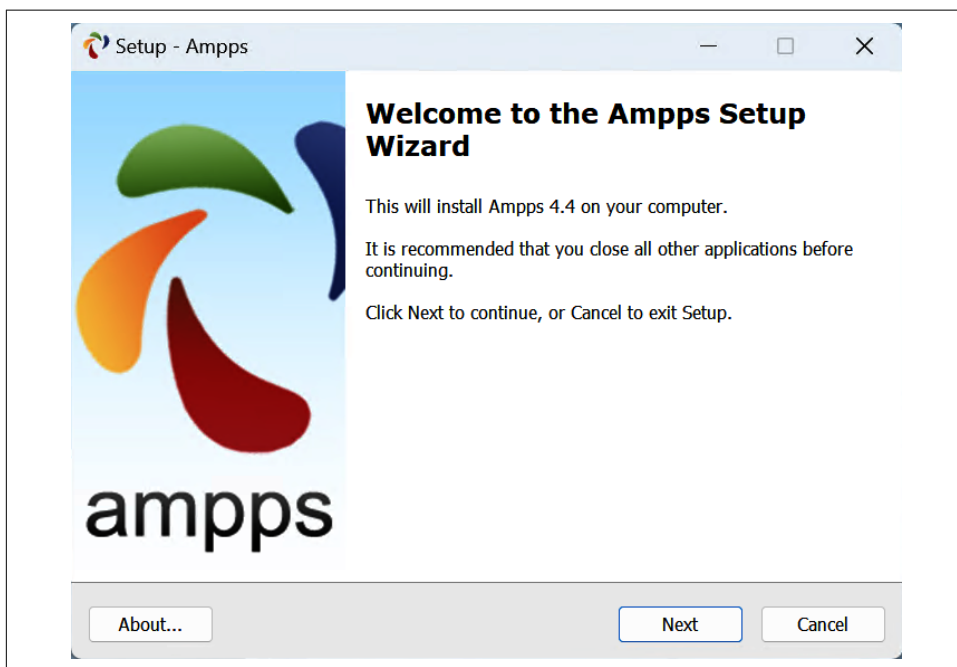 Setup - Ampps
Welcome to the Ampps Setup
Wizard
This will install Ampps 4.4 on your computer.
It is recommended that you close all other applications before
continuing.
Click Next to continue, or Cancel to exit Setup.
ampps
About...
Next
Cancel